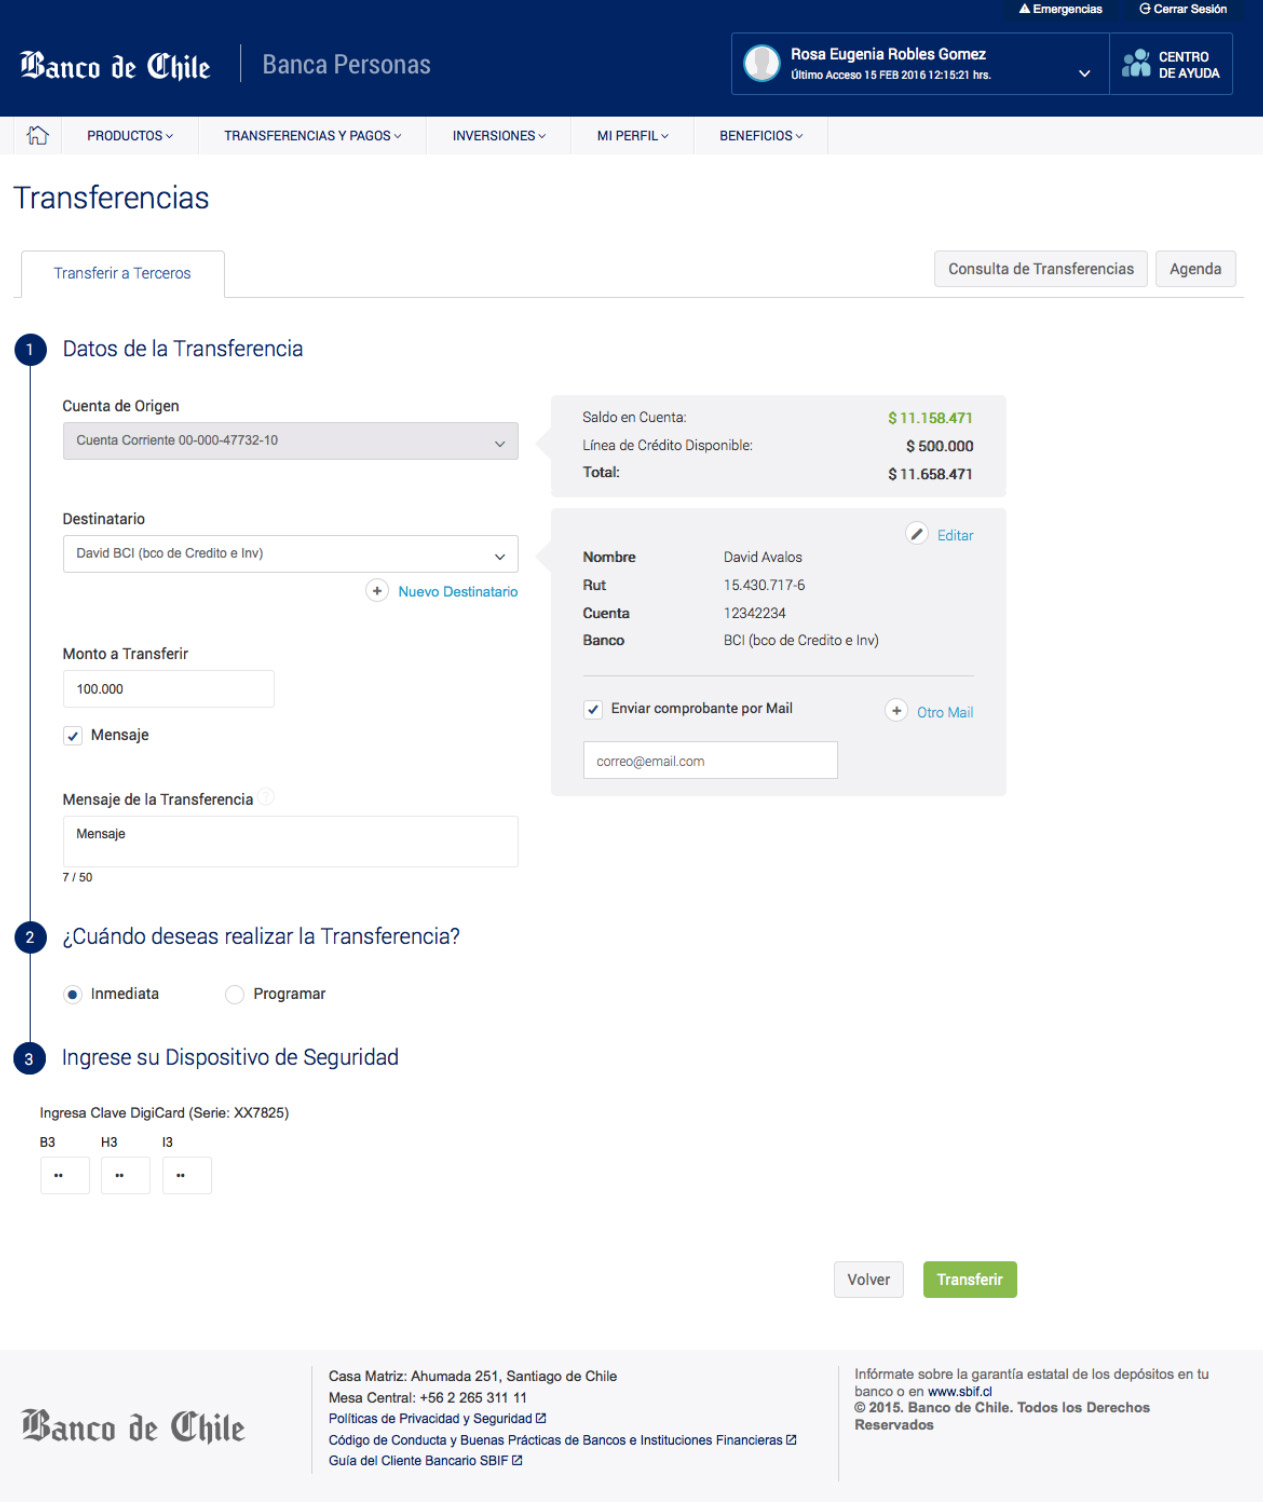 Emergencias
Cerrar Sesión
Banco de Chile
Banca Personas
Rosa Eugenia Robles Gomez
Último Acceso 15 FEB 2016 12:15:21 hrs.
CENTRO
DE AYUDA
PRODUCTOS
TRANSFERENCIAS Y PAGOS
INVERSIONES
MI PERFIL
BENEFICIOS
Transferencias
Transferir a Terceros
Consulta de Transferencias
Agenda
1 Datos de la Transferencia
Cuenta de Origen
Cuenta Corriente 00-000-47732-10
Saldo en Cuenta: $ 11.158.471
Línea de Crédito Disponible: $ 500.000
Total: $ 11.658.471
Destinatario
David BCI (bco de Credito e Inv)
+ Nuevo Destinatario
Editar
Nombre David Avalos
Rut 15.430.717-6
Cuenta 12342234
Banco BCI (bco de Credito e Inv)
Monto a Transferir
100.000
Mensaje
Enviar comprobante por Mail
+ Otro Mail
correo@email.com
Mensaje de la Transferencia ?
Mensaje
7 / 50
2 ¿Cuándo deseas realizar la Transferencia?
Inmediata
Programar
3 Ingrese su Dispositivo de Seguridad
Ingresa Clave DigiCard (Serie: XX7825)
B3 H3 I3
•• •• ••
Volver
Transferir
Banco de Chile
Casa Matriz: Ahumada 251, Santiago de Chile
Mesa Central: +56 2 265 311 11
Políticas de Privacidad y Seguridad
Código de Conducta y Buenas Prácticas de Bancos e Instituciones Financieras
Guía del Cliente Bancario SBIF
Infórmate sobre la garantía estatal de los depósitos en tu
banco o en www.sbif.cl
© 2015. Banco de Chile. Todos los Derechos
Reservados